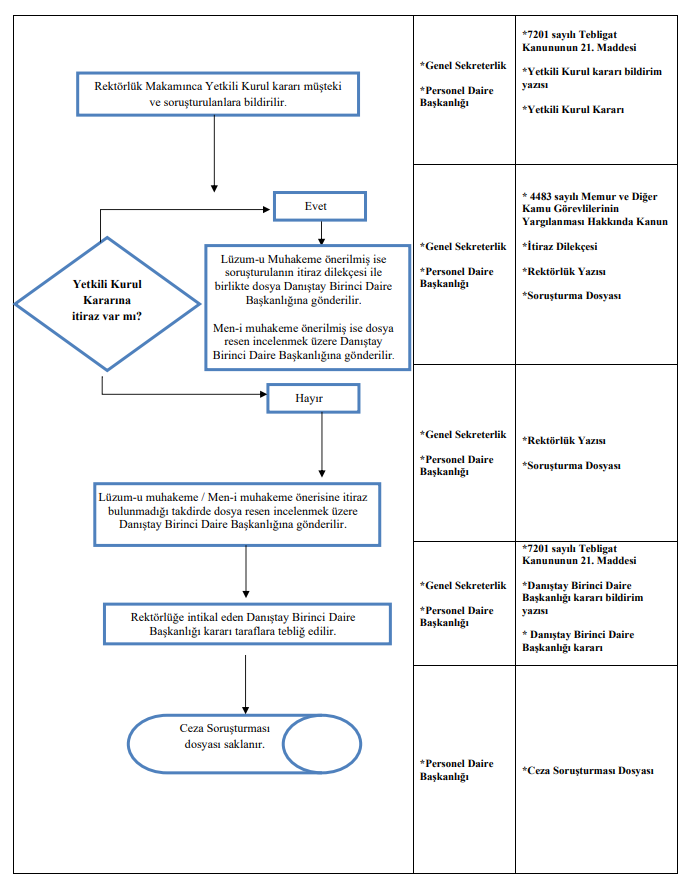 Rektörlük Makamınca Yetkili Kurul kararı müşteki
ve soruşturulanlara bildirilir.
*Genel Sekreterlik
*Personel Daire
Başkanlığı
*7201 sayılı Tebligat
Kanununun 21. Maddesi
*Yetkili Kurul kararı bildirim
yazısı
*Yetkili Kurul Kararı
Evet
Yetkili Kurul
Kararına
itiraz var mı?
Lüzum-u Muhakeme önerilmiş ise
soruşturulanın itiraz dilekçesi ile
birlikte dosya Danıştay Birinci Daire
Başkanlığına gönderilir.
Men-i muhakeme önerilmiş ise dosya
resen incelenmek üzere Danıştay
Birinci Daire Başkanlığına gönderilir.
*Genel Sekreterlik
*Personel Daire
Başkanlığı
* 4483 sayılı Memur ve Diğer
Kamu Görevlilerinin
Yargılanması Hakkında Kanun
*İtiraz Dilekçesi
*Rektörlük Yazısı
*Soruşturma Dosyası
Hayır
Lüzum-u muhakeme / Men-i muhakeme önerisine itiraz
bulunmadığı takdirde dosya resen incelenmek üzere
Danıştay Birinci Daire Başkanlığına gönderilir.
*Genel Sekreterlik
*Personel Daire
Başkanlığı
*Rektörlük Yazısı
*Soruşturma Dosyası
Rektörlüğe intikal eden Danıştay Birinci Daire
Başkanlığı kararı taraflara tebliğ edilir.
*Genel Sekreterlik
*Personel Daire
Başkanlığı
*7201 sayılı Tebligat
Kanununun 21. Maddesi
*Danıştay Birinci Daire
Başkanlığı kararı bildirim
yazısı
* Danıştay Birinci Daire
Başkanlığı kararı
Ceza Soruşturması
dosyası saklanır.
*Personel Daire
Başkanlığı
*Ceza Soruşturması Dosyası